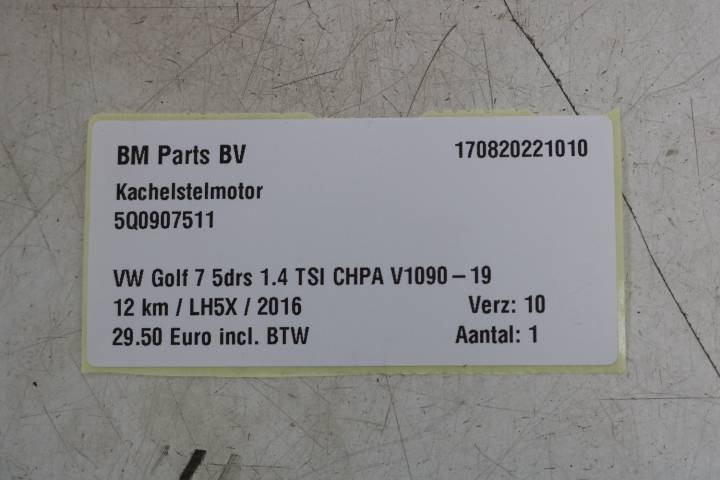 BM Parts BV 170820221010
Kachelstelmotor
5Q0907511
VW Golf 7 5drs 1.4 TSI CHPA V1090-19
12 km / LH5X / 2016 Verz: 10
29.50 Euro incl. BTW Aantal: 1